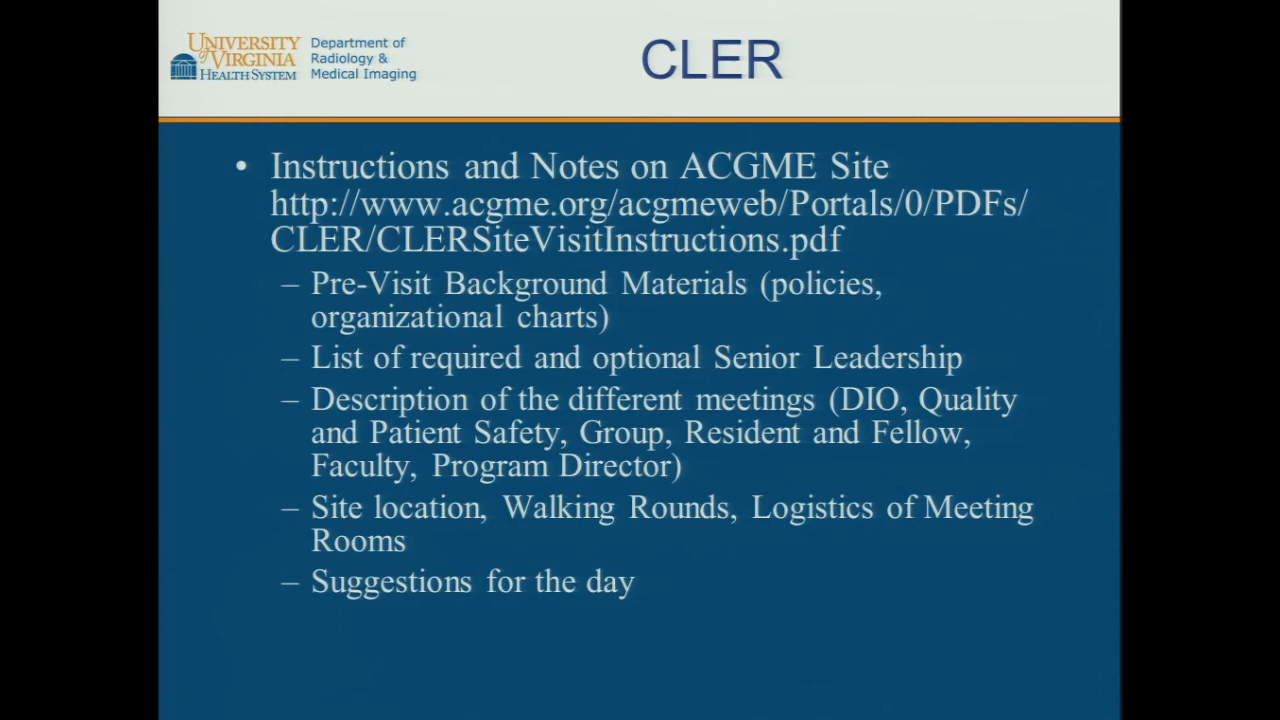 UNIVERSITY
of VIRGINIA
HEALTH SYSTEM
Department of
Radiology &
Medical Imaging
CLER
• Instructions and Notes on ACGME Site
http://www.acgme.org/acgmeweb/Portals/0/PDFs/
CLER/CLERSiteVisitInstructions.pdf
– Pre-Visit Background Materials (policies,
organizational charts)
– List of required and optional Senior Leadership
– Description of the different meetings (DIO, Quality
and Patient Safety, Group, Resident and Fellow,
Faculty, Program Director)
– Site location, Walking Rounds, Logistics of Meeting
Rooms
– Suggestions for the day